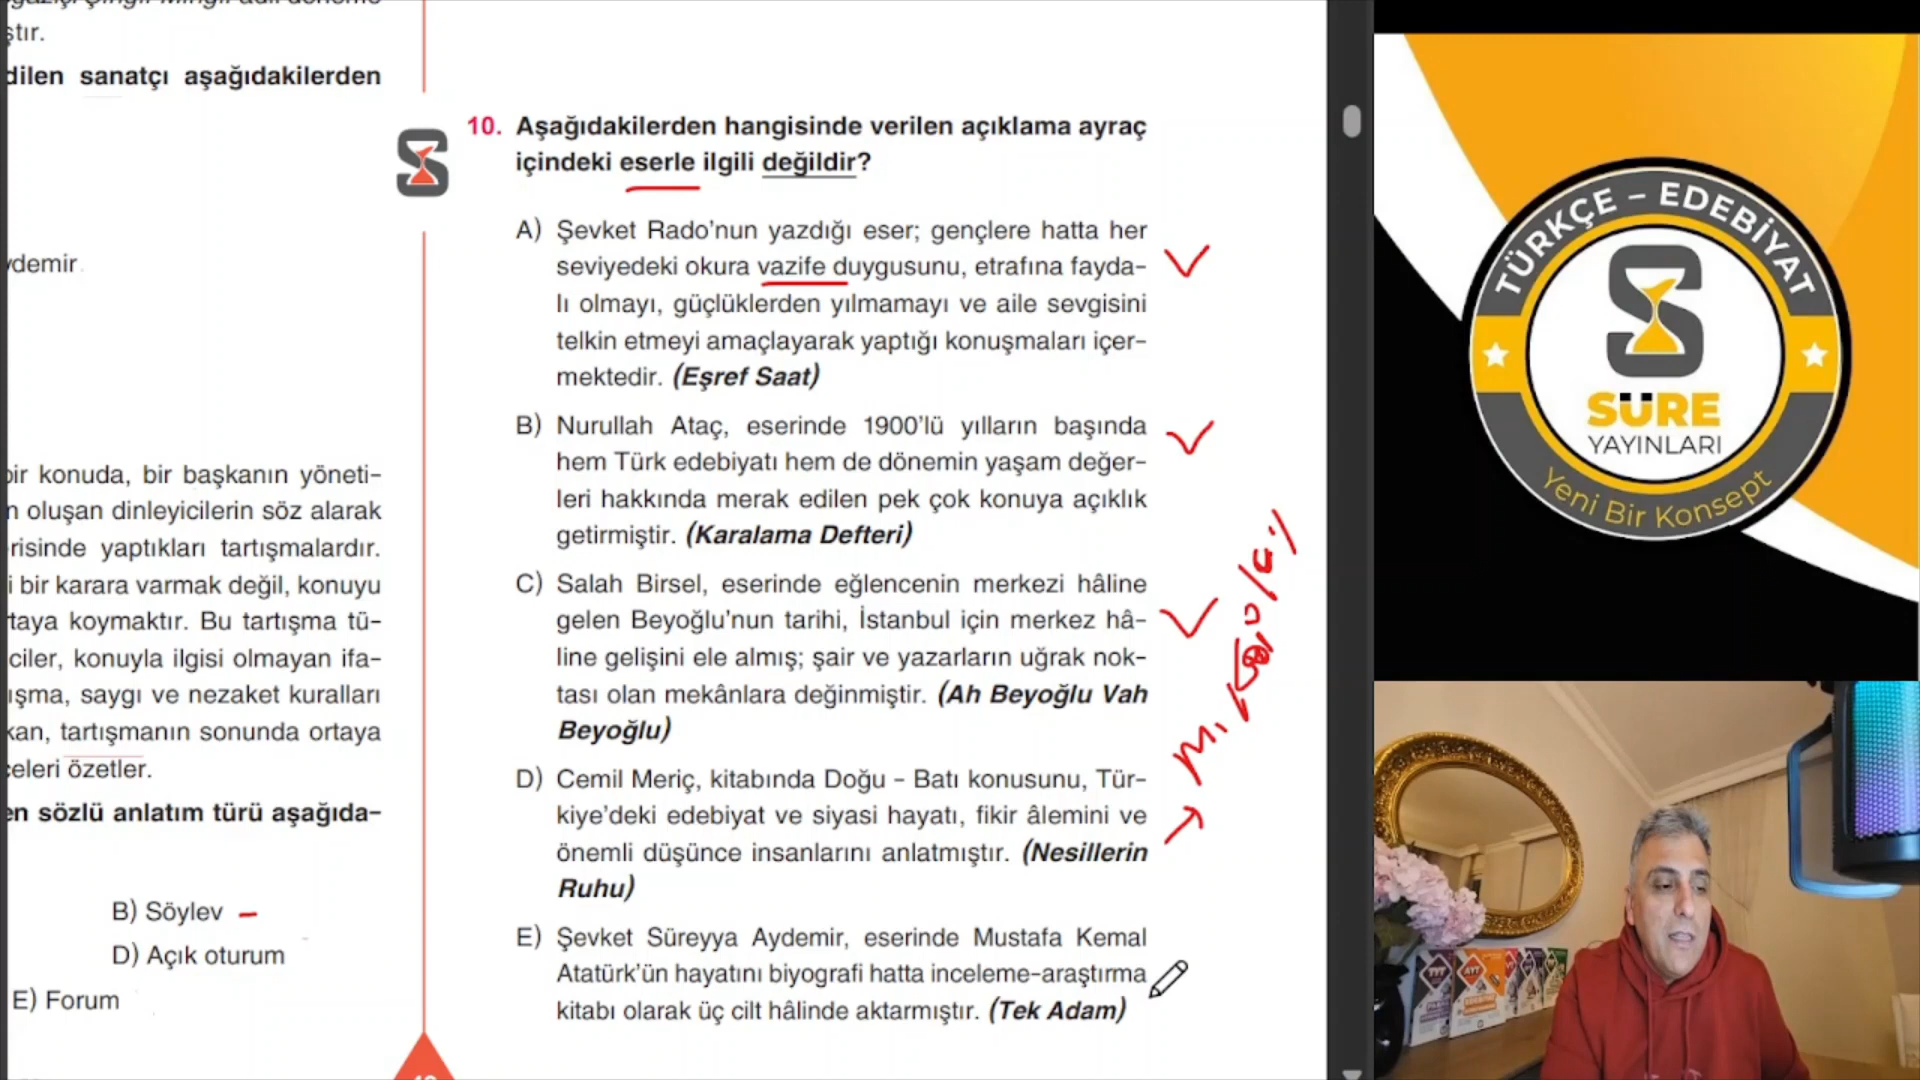 ştır.
dilen sanatçı aşağıdakilerden
demir
bir konuda, bir başkanın yöneti-
n oluşan dinleyicilerin söz alarak
erisinde yaptıkları tartışmalardır.
i bir karara varmak değil, konuyu
rtaya koymaktır. Bu tartışma tü-
ciler, konuyla ilgisi olmayan ifa-
ışma, saygı ve nezaket kuralları
kan, tartışmanın sonunda ortaya
celeri özetler.
en sözlü anlatım türü aşağıda-
B) Söylev
D) Açık oturum
E) Forum
10. Aşağıdakilerden hangisinde verilen açıklama ayraç
içindeki eserle ilgili değildir?
A) Şevket Rado'nun yazdığı eser; gençlere hatta her
seviyedeki okura vazife duygusunu, etrafına fayda-
lı olmayı, güçlüklerden yılmamayı ve aile sevgisini
telkin etmeyi amaçlayarak yaptığı konuşmaları içer-
mektedir. (Eşref Saat)
B) Nurullah Ataç, eserinde 1900'lü yılların başında
hem Türk edebiyatı hem de dönemin yaşam değer-
leri hakkında merak edilen pek çok konuya açıklık
getirmiştir. (Karalama Defteri)
C) Salah Birsel, eserinde eğlencenin merkezi hâline
gelen Beyoğlu'nun tarihi, İstanbul için merkez hâ-
line gelişini ele almış; şair ve yazarların uğrak nok-
tası olan mekânlara değinmiştir. (Ah Beyoğlu Vah
Beyoğlu)
D) Cemil Meriç, kitabında Doğu – Batı konusunu, Tür-
kiye'deki edebiyat ve siyasi hayatı, fikir âlemini ve
önemli düşünce insanlarını anlatmıştır. (Nesillerin
Ruhu)
E) Şevket Süreyya Aydemir, eserinde Mustafa Kemal
Atatürk'ün hayatını biyografi hatta inceleme-araştırma
kitabı olarak üç cilt hâlinde aktarmıştır. (Tek Adam)
TÜRKÇE – EDEBİYAT
SÜRE
YAYINLARI
Yeni Bir Konsept
TYT
AYT